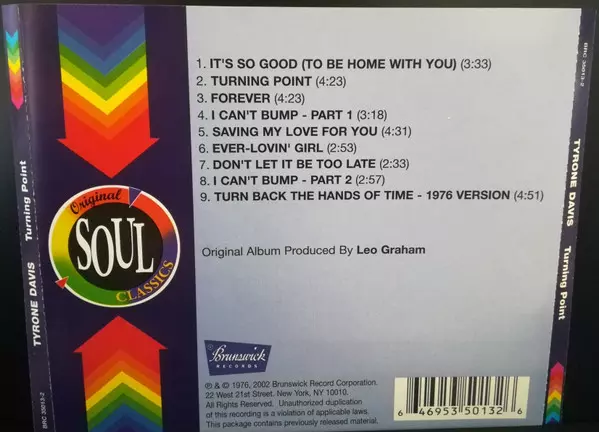 1. IT'S SO GOOD (TO BE HOME WITH YOU) (3:33)
2. TURNING POINT (4:23)
3. FOREVER (4:23)
4. I CAN'T BUMP - PART 1 (3:18)
5. SAVING MY LOVE FOR YOU (4:31)
6. EVER-LOVIN' GIRL (2:53)
7. DON'T LET IT BE TOO LATE (2:33)
8. I CAN'T BUMP - PART 2 (2:57)
9. TURN BACK THE HANDS OF TIME - 1976 VERSION (4:51)
Original Album Produced By Leo Graham
Original
SOUL
CLASSICS
Brunswick
RECORDS
℗ & © 1976, 2002 Brunswick Record Corporation.
22 West 21st Street. New York, NY 10010.
All Rights Reserved. Unauthorized duplication
of this recording is a violation of applicable laws.
This package contains previously released material.
6 46953 50132 6
TYRONE DAVIS Turning Point
BRC 33013-2
BRC 33013-2
TYRONE DAVIS Turning Point